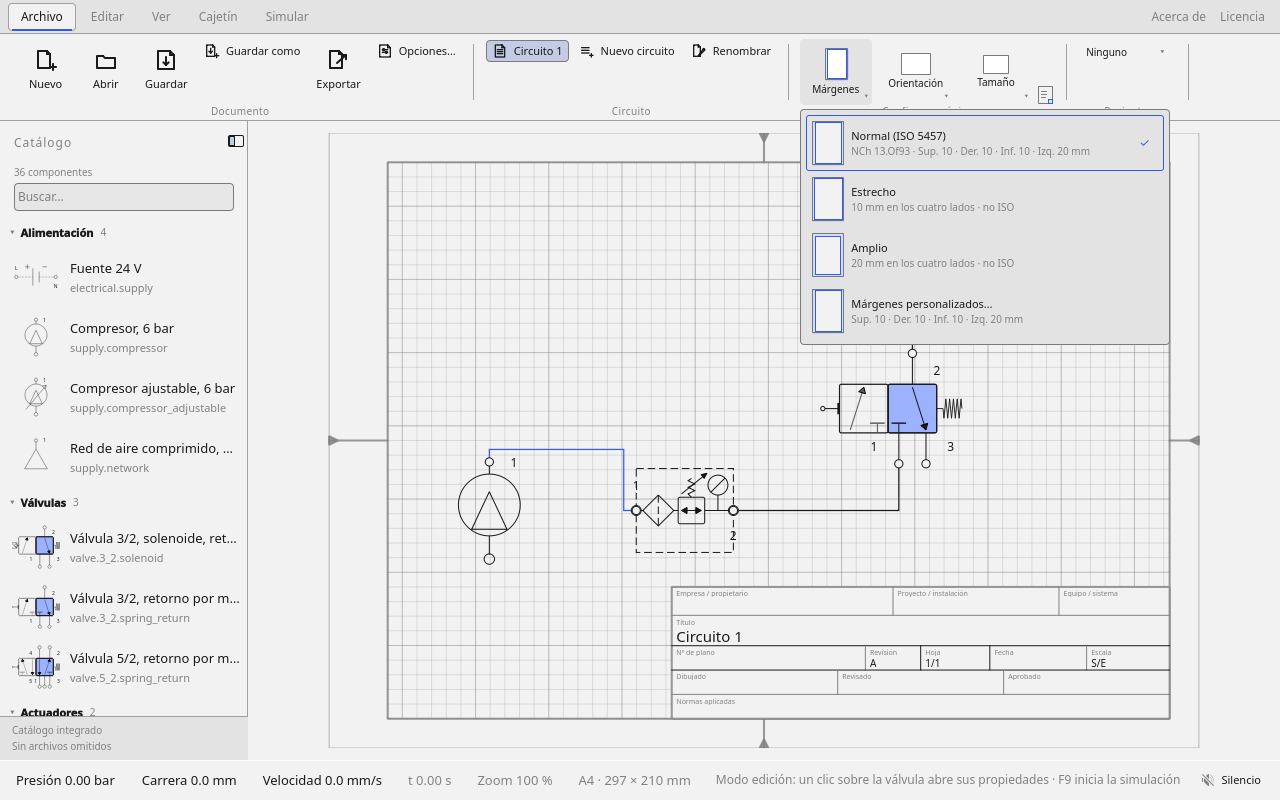 Archivo Editar Ver Cajetín Simular Acerca de Licencia
Nuevo Abrir Guardar Guardar como Exportar Opciones...
Documento
Circuito 1 Nuevo circuito Renombrar
Circuito
Márgenes Orientación Tamaño
Ninguno
Catálogo
36 componentes
Buscar...
Alimentación 4
Fuente 24 V
electrical.supply
Compresor, 6 bar
supply.compressor
Compresor ajustable, 6 bar
supply.compressor_adjustable
Red de aire comprimido, ...
supply.network
Válvulas 3
Válvula 3/2, solenoide, ret...
valve.3_2.solenoid
Válvula 3/2, retorno por m...
valve.3_2.spring_return
Válvula 5/2, retorno por m...
valve.5_2.spring_return
Actuadores 2
Catálogo integrado
Sin archivos omitidos
Normal (ISO 5457)
NCh 13.Of93 · Sup. 10 · Der. 10 · Inf. 10 · Izq. 20 mm
Estrecho
10 mm en los cuatro lados · no ISO
Amplio
20 mm en los cuatro lados · no ISO
Márgenes personalizados...
Sup. 10 · Der. 10 · Inf. 10 · Izq. 20 mm
2
1 3
1
1
2
Empresa / propietario Proyecto / instalación Equipo / sistema
Título
Circuito 1
Nº de plano Revisión Hoja Fecha Escala
A 1/1 S/E
Dibujado Revisado Aprobado
Normas aplicadas
Presión 0.00 bar Carrera 0.0 mm Velocidad 0.0 mm/s t 0.00 s Zoom 100 % A4 · 297 × 210 mm Modo edición: un clic sobre la válvula abre sus propiedades · F9 inicia la simulación Silencio